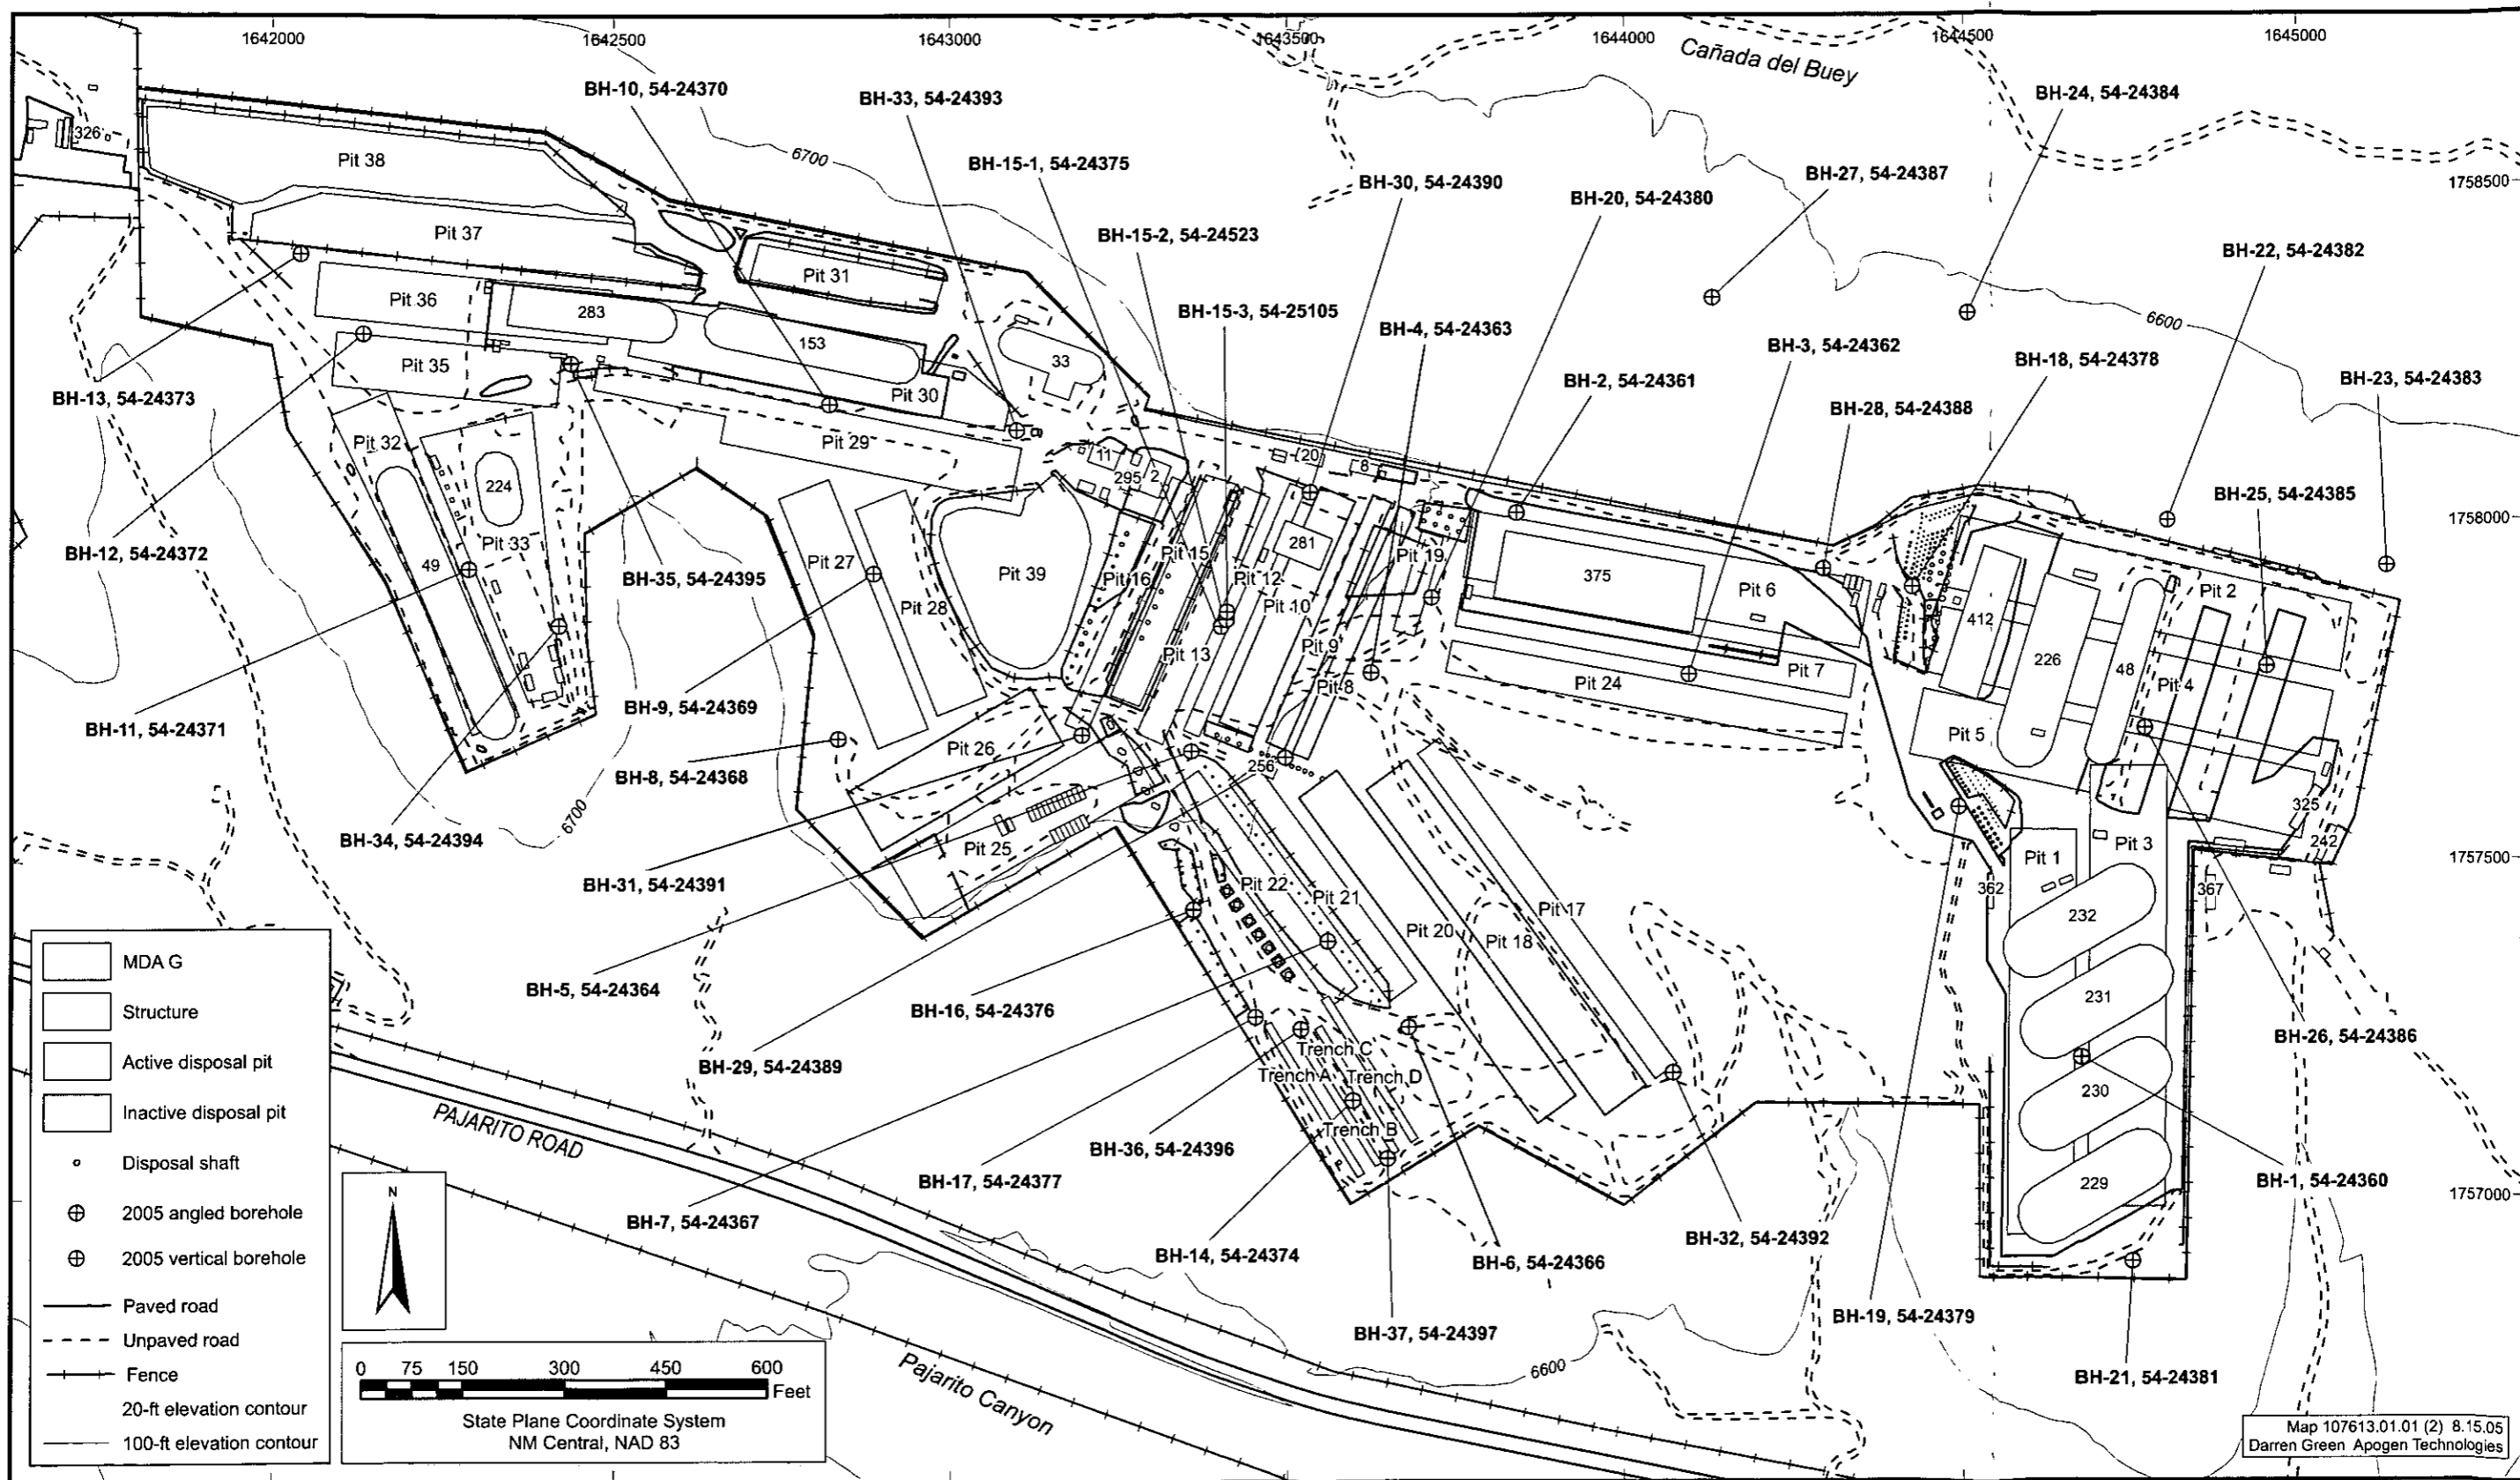 1642000
1642500
1643000
1643500
1644000
1644500
1645000
Cañada del Buey
BH-10, 54-24370
BH-33, 54-24393
BH-24, 54-24384
326
Pit 38
6700
BH-15-1, 54-24375
BH-30, 54-24390
BH-27, 54-24387
1758500
BH-20, 54-24380
Pit 37
BH-15-2, 54-24523
BH-22, 54-24382
Pit 31
Pit 36
283
BH-15-3, 54-25105
BH-4, 54-24363
6600
153
33
BH-3, 54-24362
BH-18, 54-24378
Pit 35
BH-2, 54-24361
BH-23, 54-24383
BH-13, 54-24373
Pit 30
BH-28, 54-24388
Pit 32
Pit 29
11
20
8
295
2
224
BH-25, 54-24385
1758000
Pit 33
281
BH-12, 54-24372
Pit 27
Pit 15
Pit 19
49
BH-35, 54-24395
Pit 39
Pit 16
Pit 12
375
Pit 6
Pit 2
Pit 28
Pit 10
412
Pit 9
Pit 13
226
48
Pit 7
Pit 8
Pit 24
Pit 4
BH-11, 54-24371
BH-9, 54-24369
Pit 26
Pit 5
BH-8, 54-24368
256
6700
325
BH-34, 54-24394
Pit 25
Pit 3
242
Pit 1
1757500
BH-31, 54-24391
Pit 22
Pit 21
362
367
Pit 17
232
Pit 20
Pit 18
MDA G
BH-5, 54-24364
231
Structure
BH-16, 54-24376
BH-26, 54-24386
Trench C
Active disposal pit
BH-29, 54-24389
Trench A
Trench D
230
Inactive disposal pit
PAJARITO ROAD
Trench B
BH-36, 54-24396
Disposal shaft
BH-17, 54-24377
229
BH-1, 54-24360
1757000
N
2005 angled borehole
BH-7, 54-24367
BH-32, 54-24392
2005 vertical borehole
BH-14, 54-24374
BH-6, 54-24366
Paved road
BH-19, 54-24379
Unpaved road
BH-37, 54-24397
Fence
0 75 150 300 450 600
Feet
Pajarito Canyon
6600
BH-21, 54-24381
20-ft elevation contour
State Plane Coordinate System
NM Central, NAD 83
100-ft elevation contour
Map 107613.01.01 (2) 8.15.05
Darren Green Apogen Technologies